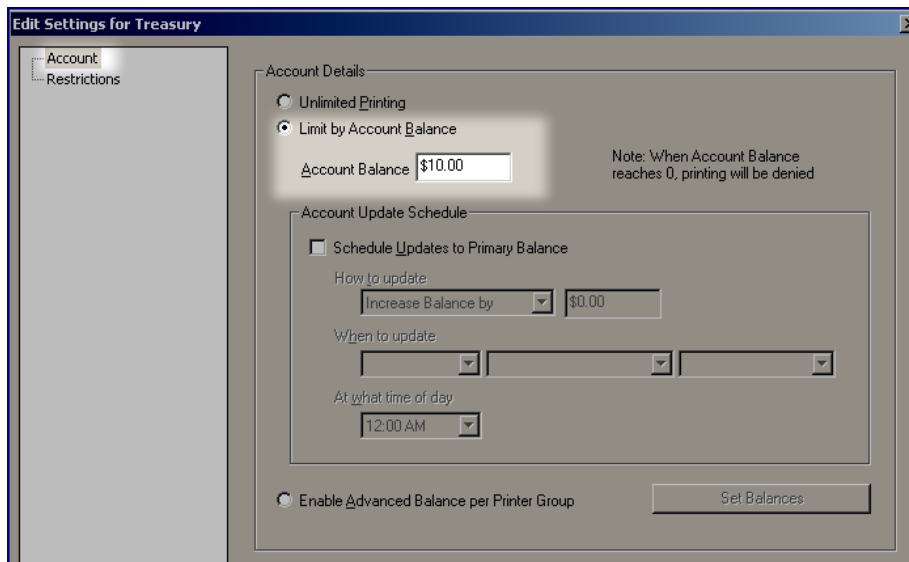 Edit Settings for Treasury
Account
Restrictions
Account Details
Unlimited Printing
Limit by Account Balance
Account Balance $10.00
Note: When Account Balance
reaches 0, printing will be denied
Account Update Schedule
Schedule Updates to Primary Balance
How to update
Increase Balance by $0.00
When to update
At what time of day
12:00 AM
Enable Advanced Balance per Printer Group
Set Balances